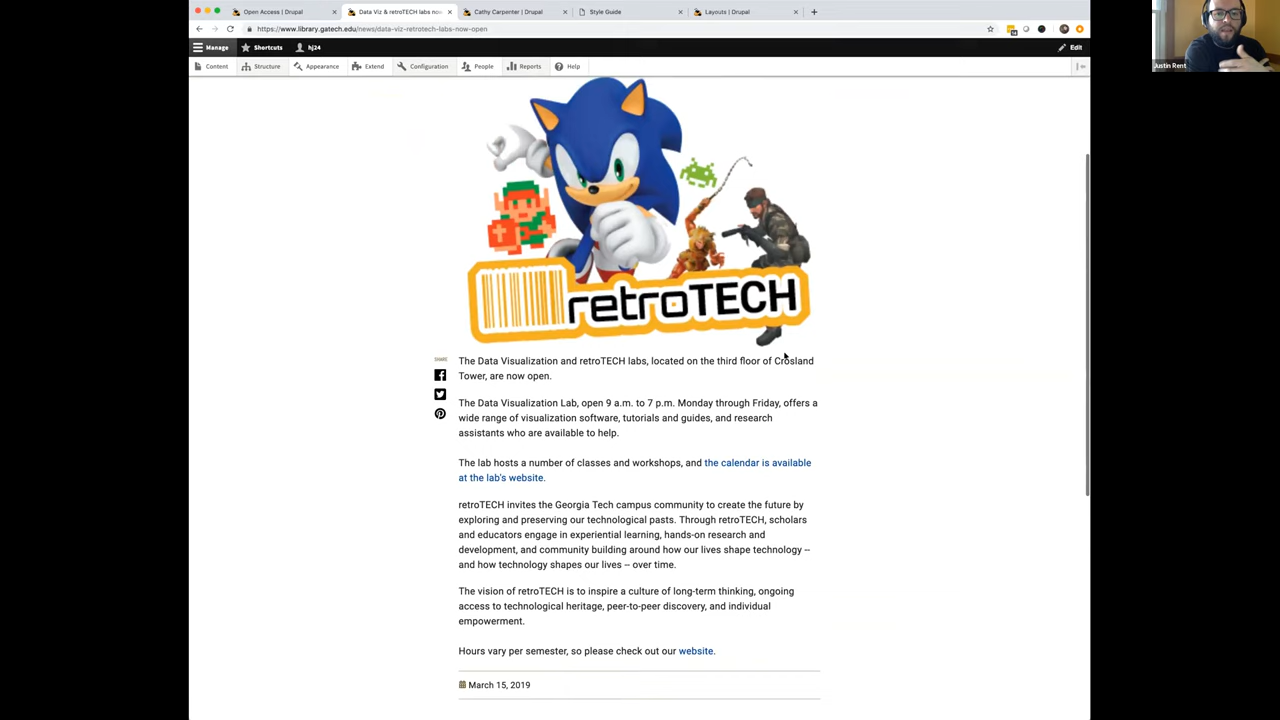 Open Access | Drupal
Data Viz & retroTECH labs now
Cathy Carpenter | Drupal
Style Guide
Layouts | Drupal
https://www.library.gatech.edu/news/data-viz-retrotech-labs-now-open
Manage
Shortcuts
hj24
Edit
Justin Rent
Content
Structure
Appearance
Extend
Configuration
People
Reports
Help
retroTECH
SHARE
The Data Visualization and retroTECH labs, located on the third floor of Crosland
Tower, are now open.
The Data Visualization Lab, open 9 a.m. to 7 p.m. Monday through Friday, offers a
wide range of visualization software, tutorials and guides, and research
assistants who are available to help.
The lab hosts a number of classes and workshops, and the calendar is available
at the lab's website.
retroTECH invites the Georgia Tech campus community to create the future by
exploring and preserving our technological pasts. Through retroTECH, scholars
and educators engage in experiential learning, hands-on research and
development, and community building around how our lives shape technology --
and how technology shapes our lives -- over time.
The vision of retroTECH is to inspire a culture of long-term thinking, ongoing
access to technological heritage, peer-to-peer discovery, and individual
empowerment.
Hours vary per semester, so please check out our website.
March 15, 2019